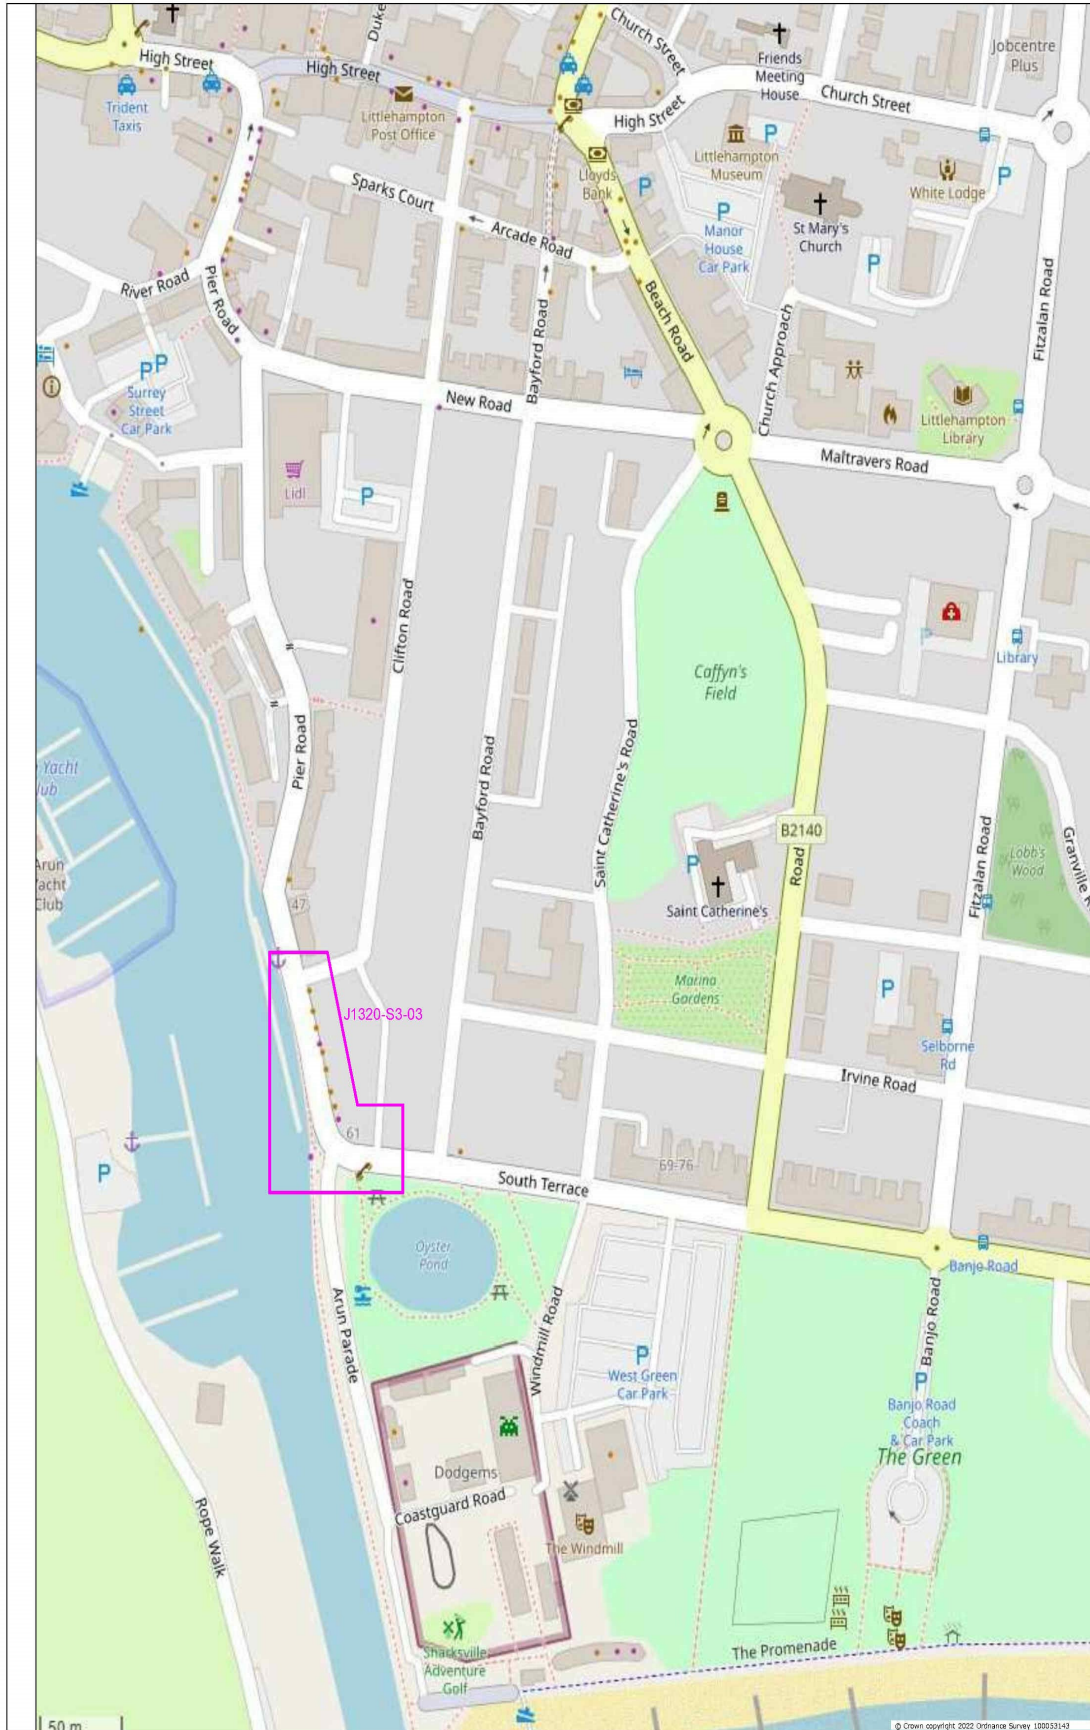 Duke
High Street
High Street
Church Street
Friends
Meeting
House
Jobcentre
Plus
Trident
Taxis
Littlehampton
Post Office
High Street
Church Street
Lloyds
Bank
Littlehampton
Museum
White Lodge
Sparks Court
Arcade Road
Manor
House
Car Park
St Mary's
Church
River Road
Pier Road
Bayford Road
Beach Road
Church Approach
Fitzalan Road
Surrey
Street
Car Park
New Road
Littlehampton
Library
Maltravers Road
Lidl
Clifton Road
Caffyn's
Field
Library
Pier Road
Bayford Road
Saint Catherine's Road
Yacht
lub
B2140
Road
Fitzalan Road
Lobb's
Wood
Granville R
Arun
Yacht
Club
47
Saint Catherine's
Marina
Gardens
J1320-S3-03
Selborne
Rd
Irvine Road
61
69-76
South Terrace
Oyster
Pond
Banjo Road
Arun Parade
Windmill Road
Banjo Road
West Green
Car Park
Banjo Road
Coach
& Car Park
The Green
Dodgems
Coastguard Road
The Windmill
Rope Walk
Sharksville
Adventure
Golf
The Promenade
50 m
© Crown copyright 2022 Ordnance Survey 100053143